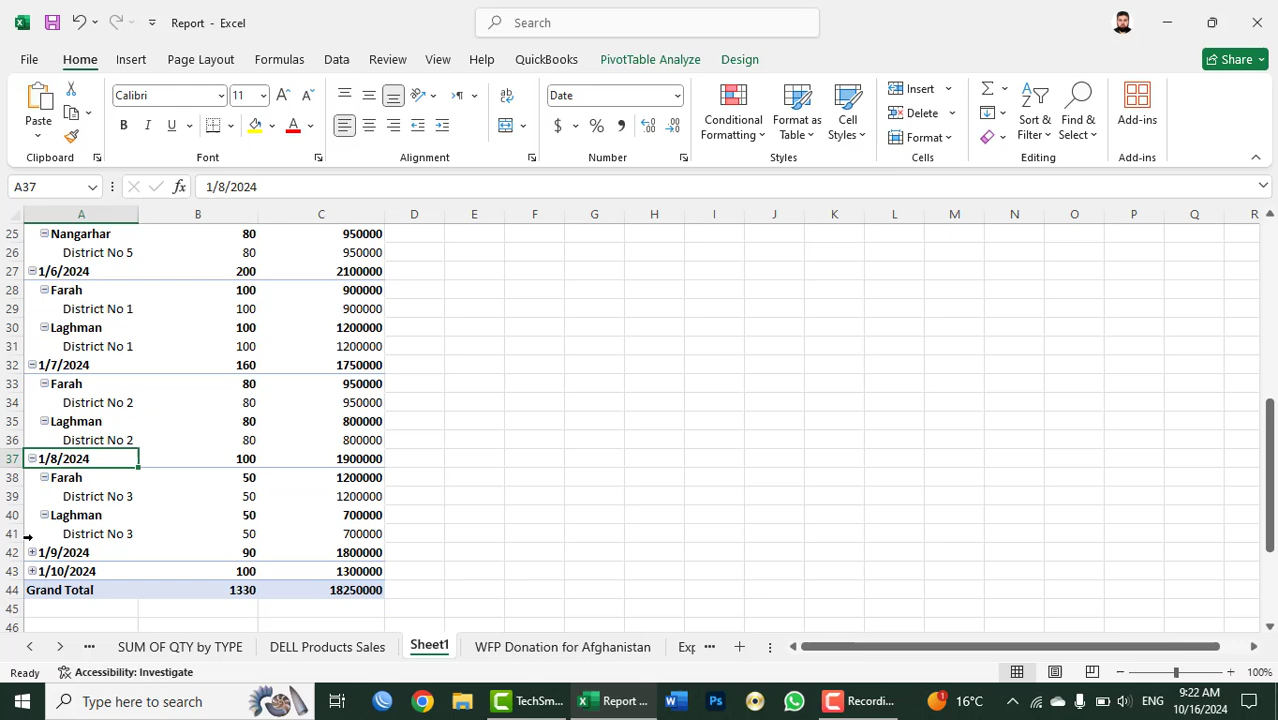 Report - Excel
Search
File Home Insert Page Layout Formulas Data Review View Help QuickBooks PivotTable Analyze Design Share
Paste
Calibri 11
B I U
Date
$ % 9
Conditional Formatting
Format as Table
Cell Styles
Insert
Delete
Format
Sort & Filter
Find & Select
Add-ins
Clipboard Font Alignment Number Styles Cells Editing Add-ins
A37 fx 1/8/2024
A B C D E F G H I J K L M N O P Q R
25 Nangarhar 80 950000
26 District No 5 80 950000
27 1/6/2024 200 2100000
28 Farah 100 900000
29 District No 1 100 900000
30 Laghman 100 1200000
31 District No 1 100 1200000
32 1/7/2024 160 1750000
33 Farah 80 950000
34 District No 2 80 950000
35 Laghman 80 800000
36 District No 2 80 800000
37 1/8/2024 100 1900000
38 Farah 50 1200000
39 District No 3 50 1200000
40 Laghman 50 700000
41 District No 3 50 700000
42 1/9/2024 90 1800000
43 1/10/2024 100 1300000
44 Grand Total 1330 18250000
45
46
SUM OF QTY by TYPE DELL Products Sales Sheet1 WFP Donation for Afghanistan Exp
Ready Accessibility: Investigate 100%
Type here to search TechSm... Report ... Recordi... 1 16°C ENG 9:22 AM
10/16/2024